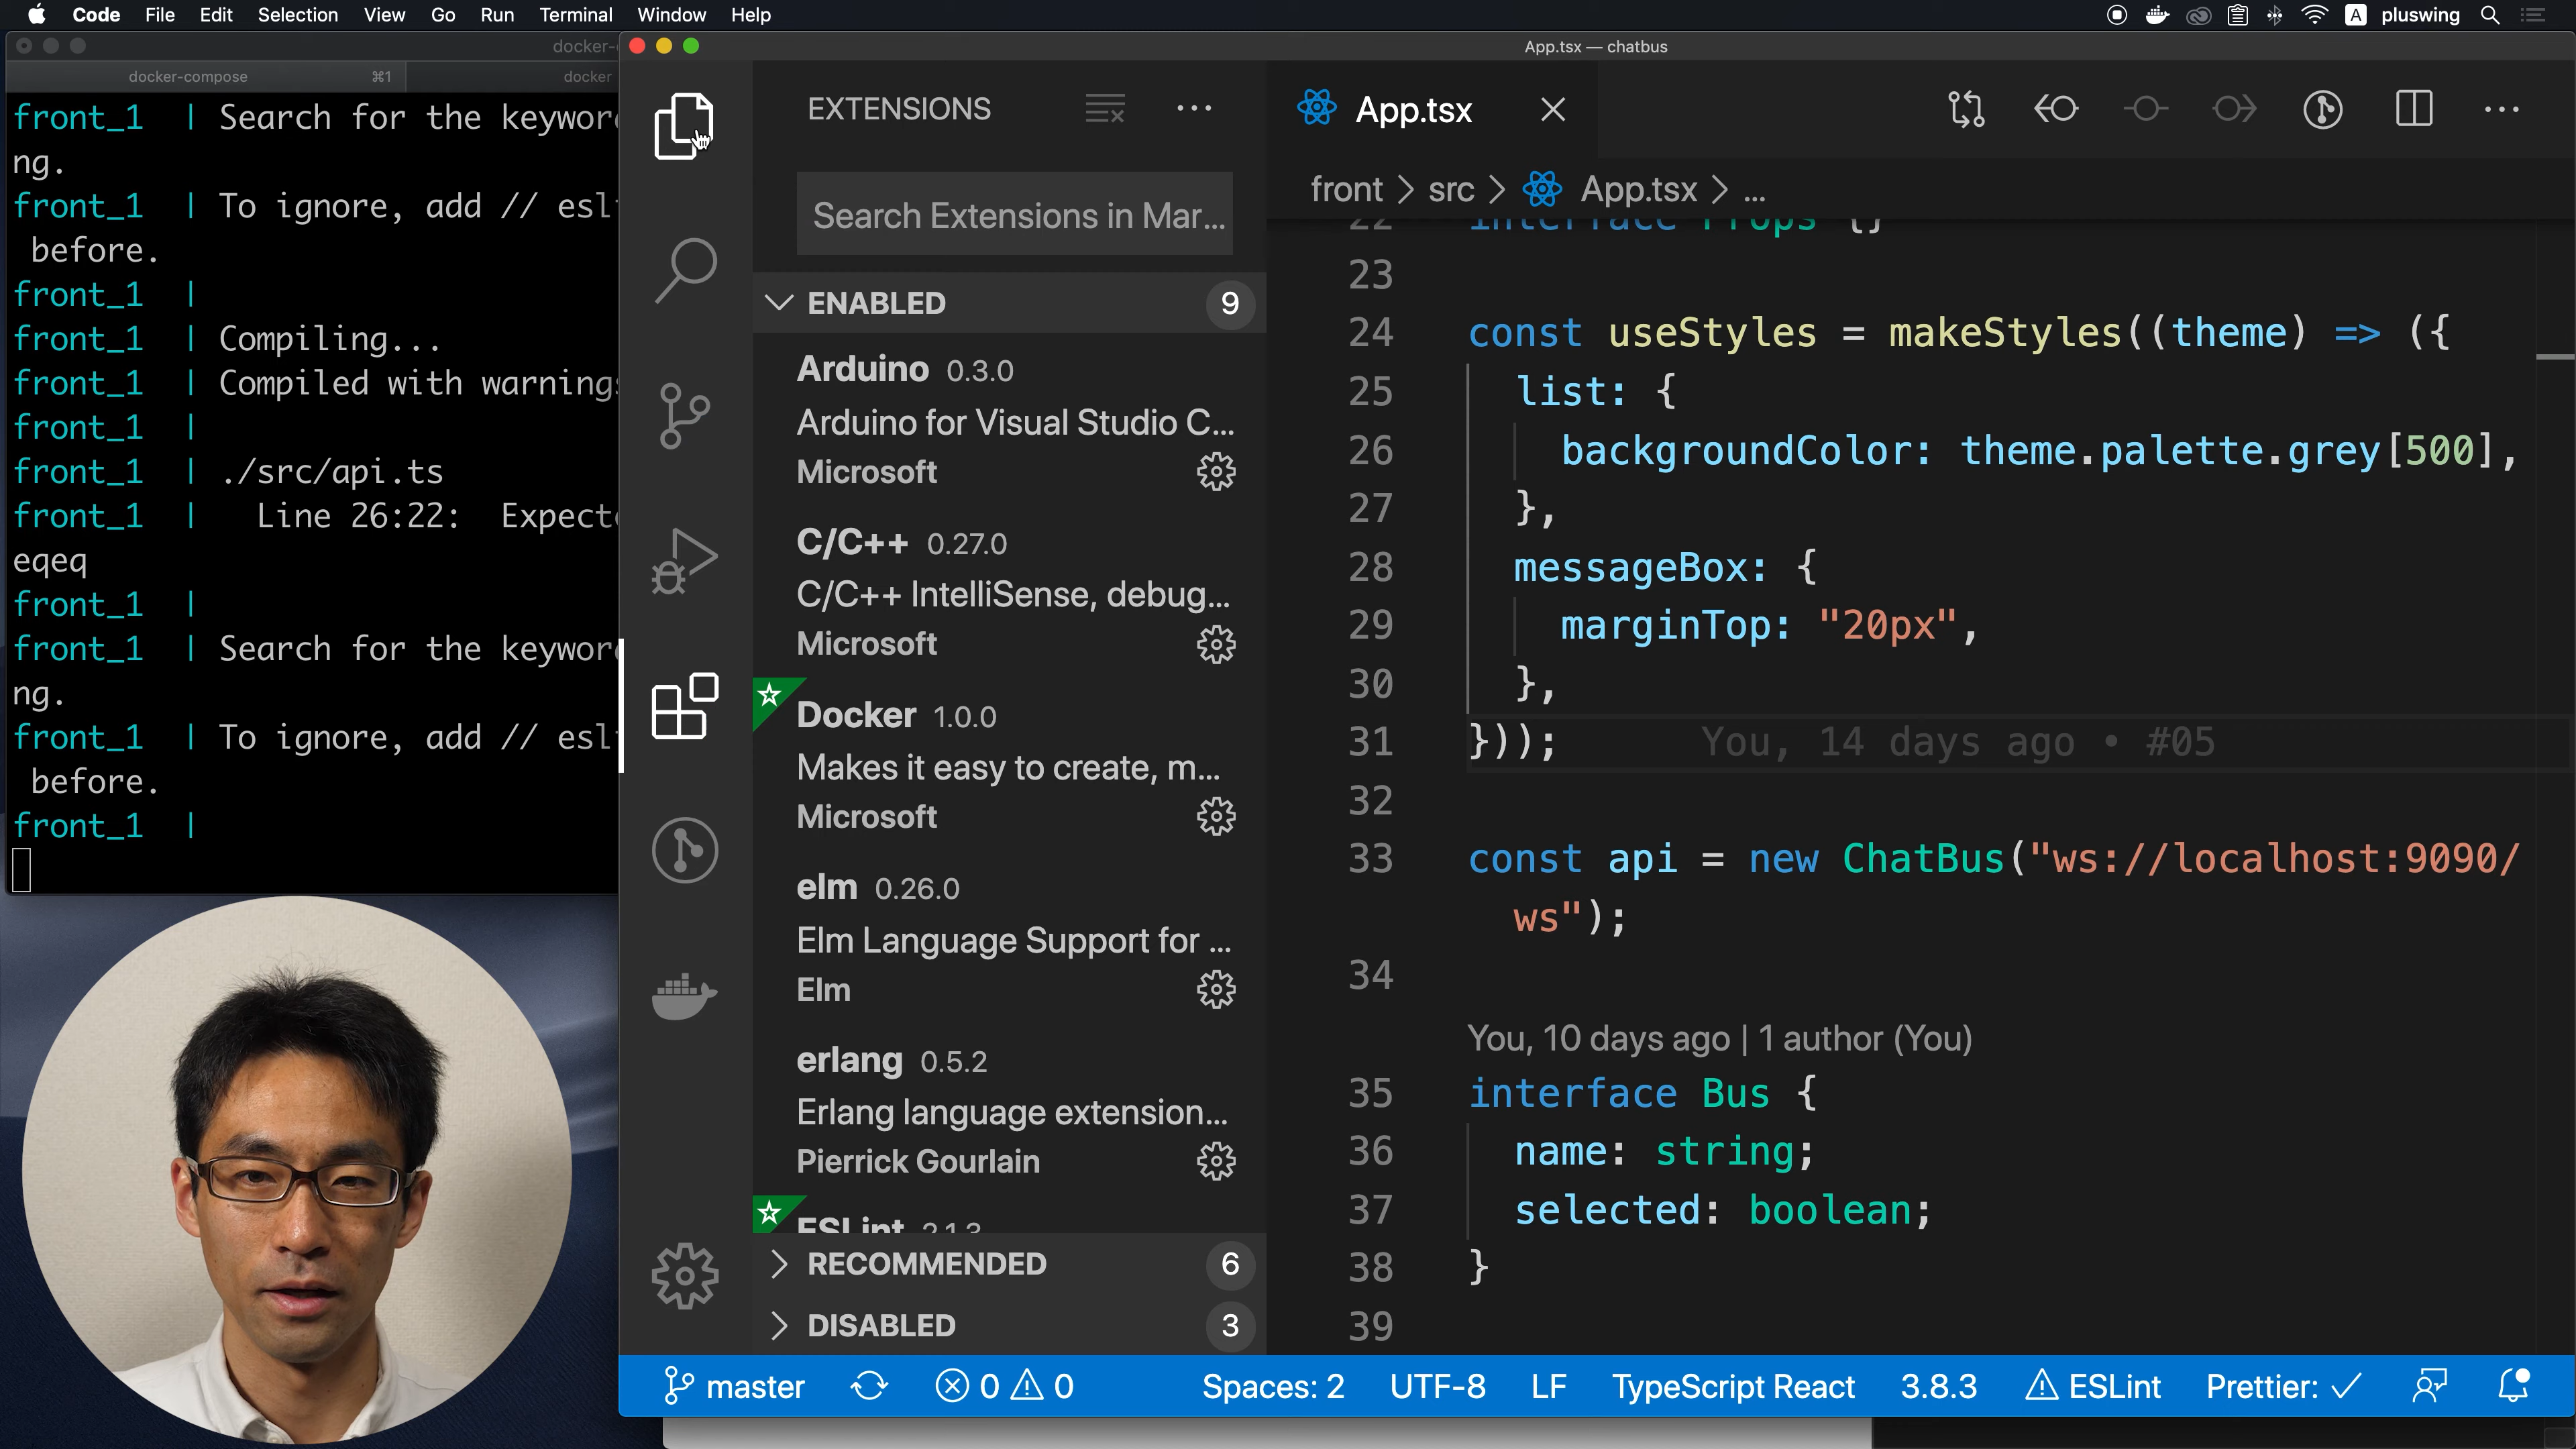 Code File Edit Selection View Go Run Terminal Window Help
A pluswing
docker-
App.tsx — chatbus
docker-compose ⌘1 docker
front_1 | Search for the keywor
ng.
front_1 | To ignore, add // esl
before.
front_1 |
front_1 | Compiling...
front_1 | Compiled with warning
front_1 |
front_1 | ./src/api.ts
front_1 | Line 26:22: Expect
eqeq
front_1 |
front_1 | Search for the keywor
ng.
front_1 | To ignore, add // esl
before.
front_1 |
EXTENSIONS
Search Extensions in Mar...
ENABLED 9
Arduino 0.3.0
Arduino for Visual Studio C...
Microsoft
C/C++ 0.27.0
C/C++ IntelliSense, debug...
Microsoft
Docker 1.0.0
Makes it easy to create, m...
Microsoft
elm 0.26.0
Elm Language Support for ...
Elm
erlang 0.5.2
Erlang language extension...
Pierrick Gourlain
ESLint 2.1.3
RECOMMENDED 6
DISABLED 3
App.tsx
front > src > App.tsx > ...
22 interface Props {}
23
24 const useStyles = makeStyles((theme) => ({
25 list: {
26 backgroundColor: theme.palette.grey[500],
27 },
28 messageBox: {
29 marginTop: "20px",
30 },
31 })); You, 14 days ago • #05
32
33 const api = new ChatBus("ws://localhost:9090/
ws");
34
You, 10 days ago | 1 author (You)
35 interface Bus {
36 name: string;
37 selected: boolean;
38 }
39
master 0 0 Spaces: 2 UTF-8 LF TypeScript React 3.8.3 ESLint Prettier: ✓